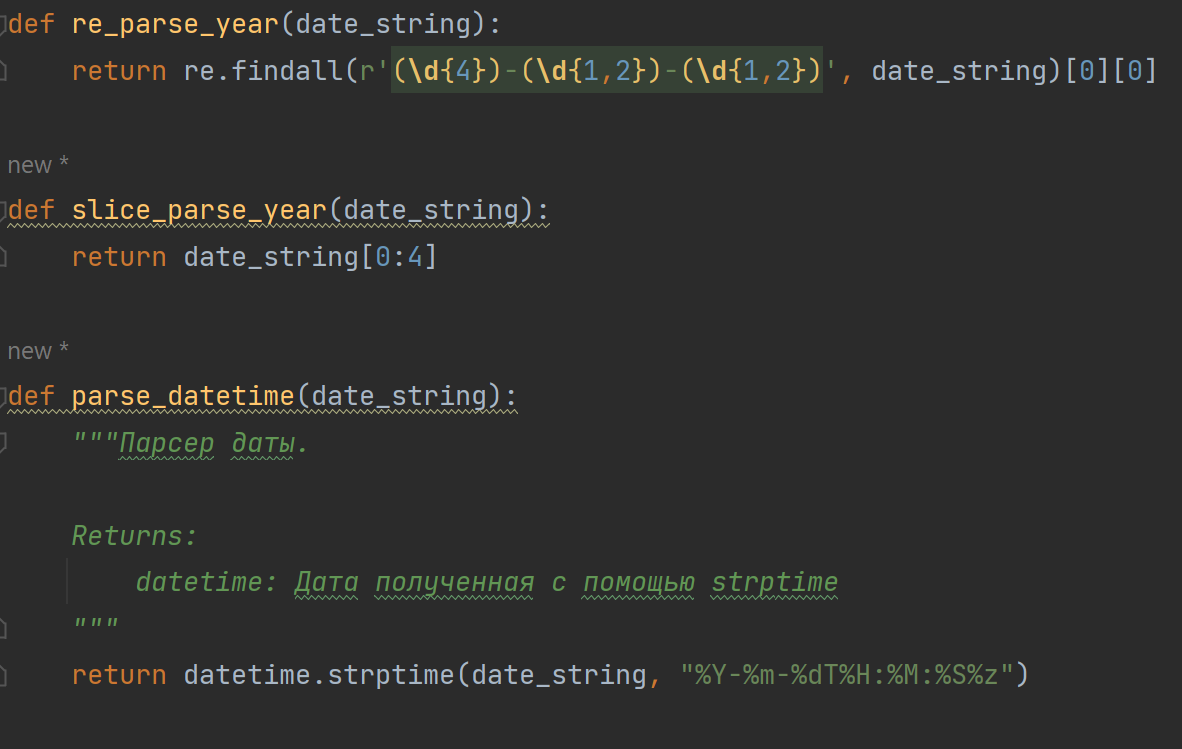 def re_parse_year(date_string):
    return re.findall(r'(\d{4})-(\d{1,2})-(\d{1,2})', date_string)[0][0]
new *
def slice_parse_year(date_string):
    return date_string[0:4]
new *
def parse_datetime(date_string):
    """Парсер даты.
    Returns:
        datetime: Дата полученная с помощью strptime
    """
    return datetime.strptime(date_string, "%Y-%m-%dT%H:%M:%S%z")